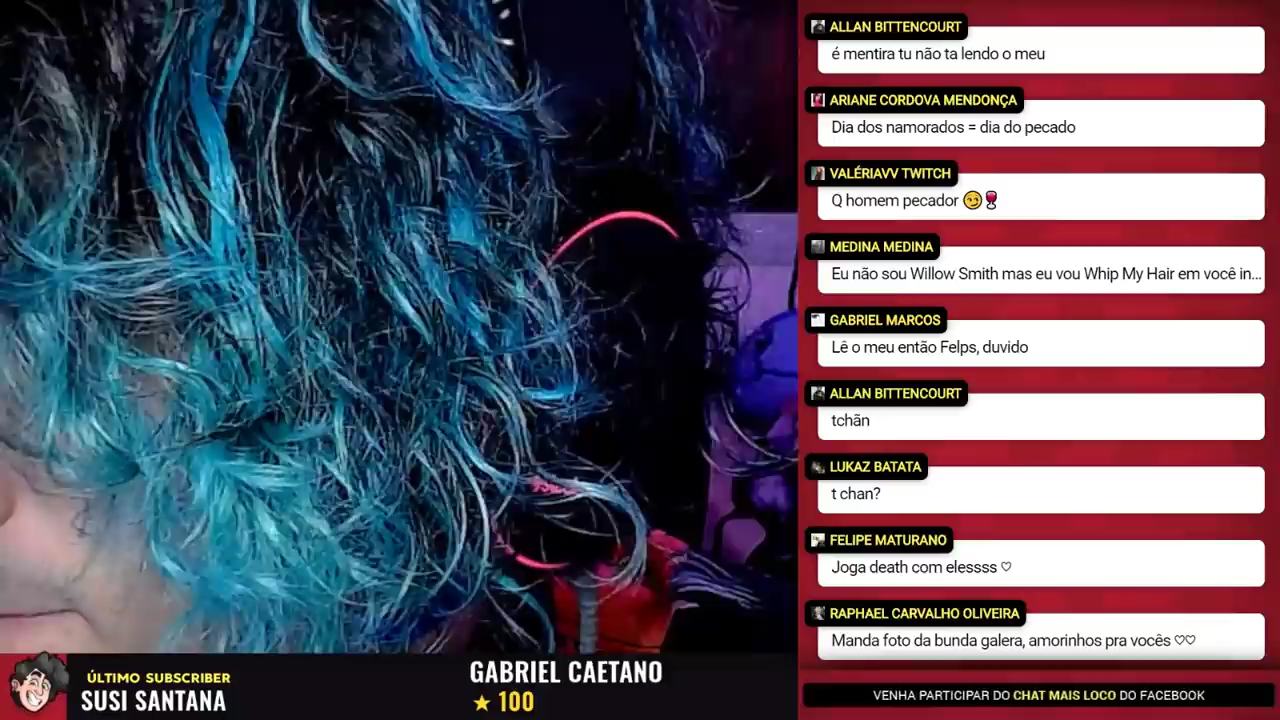 ALLAN BITTENCOURT
é mentira tu não ta lendo o meu
ARIANE CORDOVA MENDONÇA
Dia dos namorados = dia do pecado
VALÉRIAVV TWITCH
Q homem pecador 😏🍷
MEDINA MEDINA
Eu não sou Willow Smith mas eu vou Whip My Hair em você in...
GABRIEL MARCOS
Lê o meu então Felps, duvido
ALLAN BITTENCOURT
tchãn
LUKAZ BATATA
t chan?
FELIPE MATURANO
Joga death com elessss ♡
RAPHAEL CARVALHO OLIVEIRA
Manda foto da bunda galera, amorinhos pra vocês ♡♡
VENHA PARTICIPAR DO CHAT MAIS LOCO DO FACEBOOK
ÚLTIMO SUBSCRIBER
SUSI SANTANA
GABRIEL CAETANO
★ 100